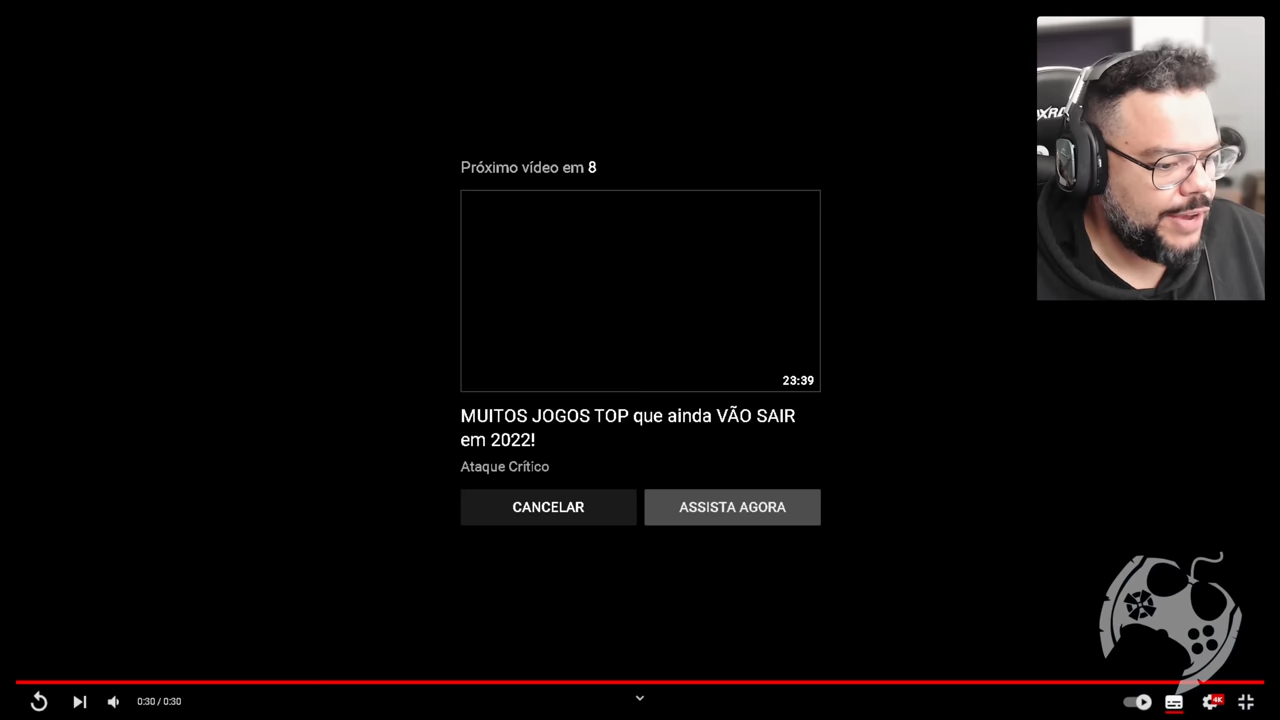 Próximo vídeo em 8
23:39
MUITOS JOGOS TOP que ainda VÃO SAIR
em 2022!
Ataque Crítico
CANCELAR
ASSISTA AGORA
0:30 / 0:30
4K